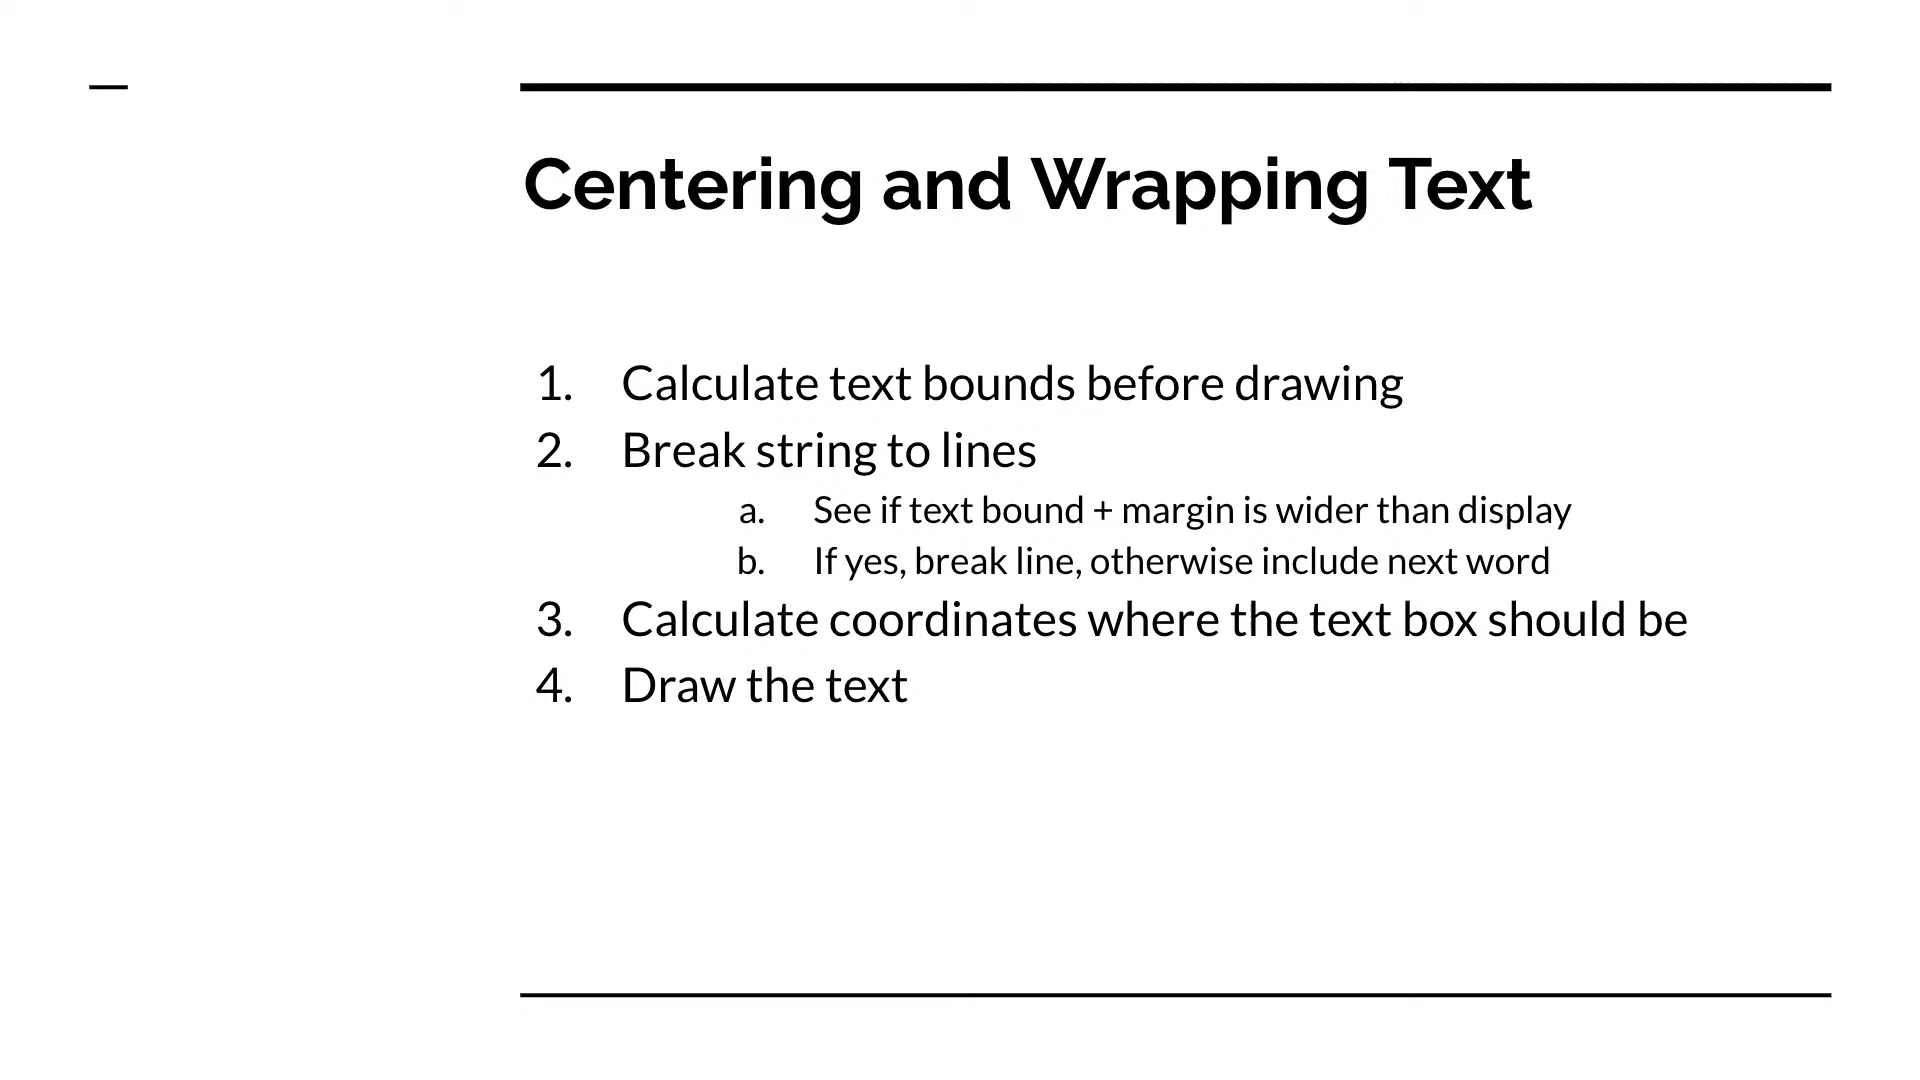 Centering and Wrapping Text
1. Calculate text bounds before drawing
2. Break string to lines
a. See if text bound + margin is wider than display
b. If yes, break line, otherwise include next word
3. Calculate coordinates where the text box should be
4. Draw the text